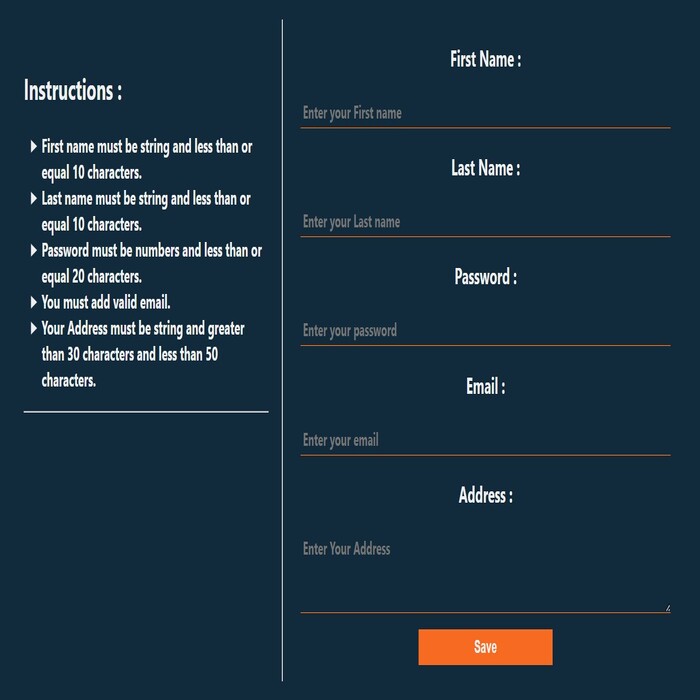 Instructions :
First name must be string and less than or
equal 10 characters.
Last name must be string and less than or
equal 10 characters.
Password must be numbers and less than or
equal 20 characters.
You must add valid email.
Your Address must be string and greater
than 30 characters and less than 50
characters.
First Name :
Enter your First name
Last Name :
Enter your Last name
Password :
Enter your password
Email :
Enter your email
Address :
Enter Your Address
Save